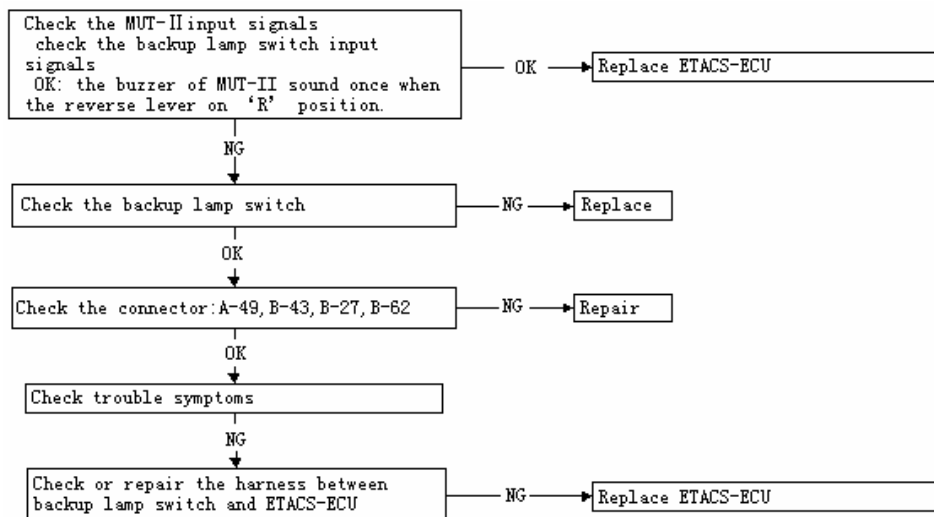 Check the MUT-II input signals
check the backup lamp switch input
signals
OK: the buzzer of MUT-II sound once when
the reverse lever on ‘R’ position.
OK
Replace ETACS-ECU
NG
Check the backup lamp switch
NG
Replace
OK
Check the connector:A-49,B-43,B-27,B-62
NG
Repair
OK
Check trouble symptoms
NG
Check or repair the harness between
backup lamp switch and ETACS-ECU
NG
Replace ETACS-ECU